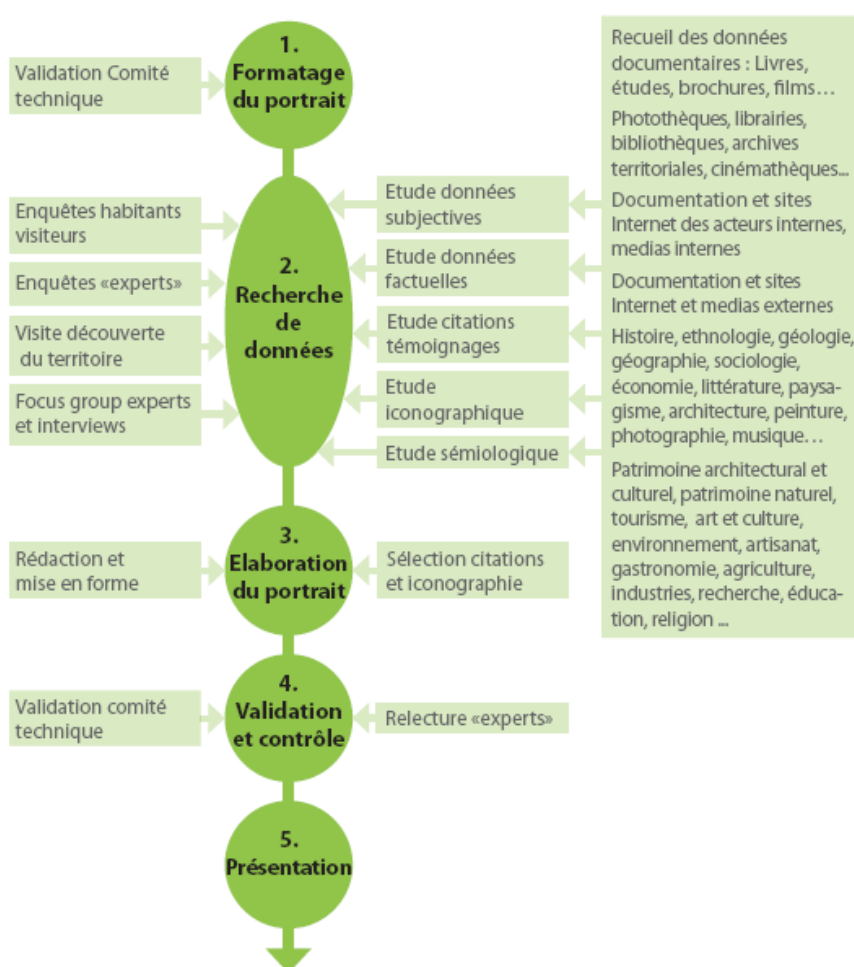 1.
Formatage
du portrait
Validation Comité
technique
Recueil des données
documentaires : Livres,
études, brochures, films…
Photothèques, librairies,
bibliothèques, archives
territoriales, cinémathèques...
Documentation et sites
Internet des acteurs internes,
medias internes
Documentation et sites
Internet et medias externes
Histoire, ethnologie, géologie,
géographie, sociologie,
économie, littérature, paysa-
gisme, architecture, peinture,
photographie, musique…
Patrimoine architectural et
culturel, patrimoine naturel,
tourisme, art et culture,
environnement, artisanat,
gastronomie, agriculture,
industries, recherche, éduca-
tion, religion ...
Enquêtes habitants
visiteurs
Enquêtes «experts»
Visite découverte
du territoire
Focus group experts
et interviews
2.
Recherche
de
données
Etude données
subjectives
Etude données
factuelles
Etude citations
témoignages
Etude
iconographique
Etude sémiologique
Rédaction et
mise en forme
3.
Elaboration
du portrait
Sélection citations
et iconographie
Validation comité
technique
4.
Validation
et contrôle
Relecture «experts»
5.
Présentation